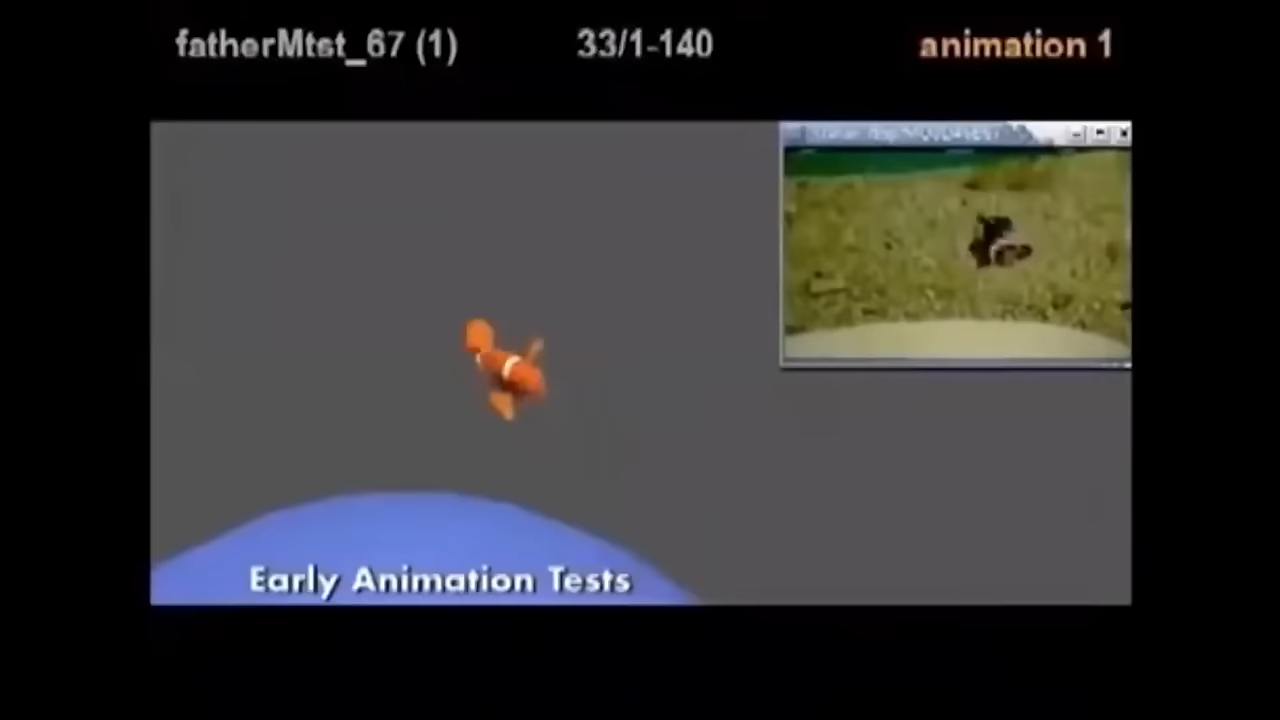 fatherMtst_67 (1)
33/1-140
animation 1
Early Animation Tests